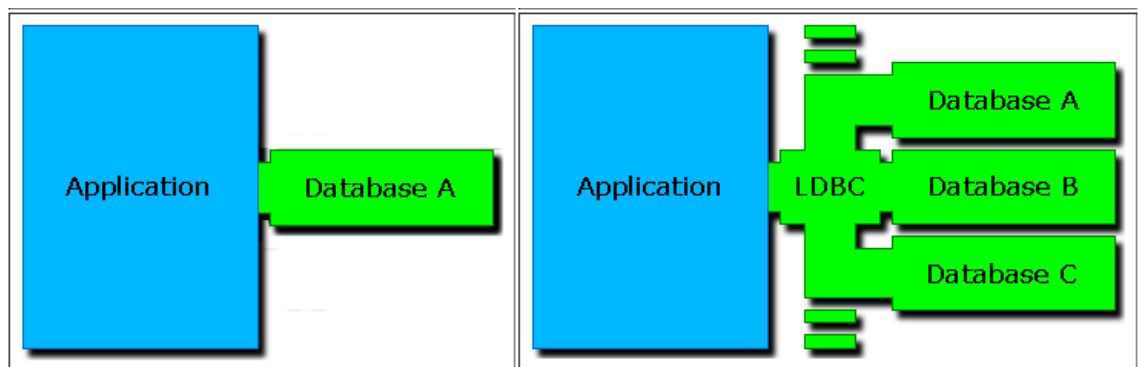 Application
Database A
Application
LDBC
Database A
Database B
Database C